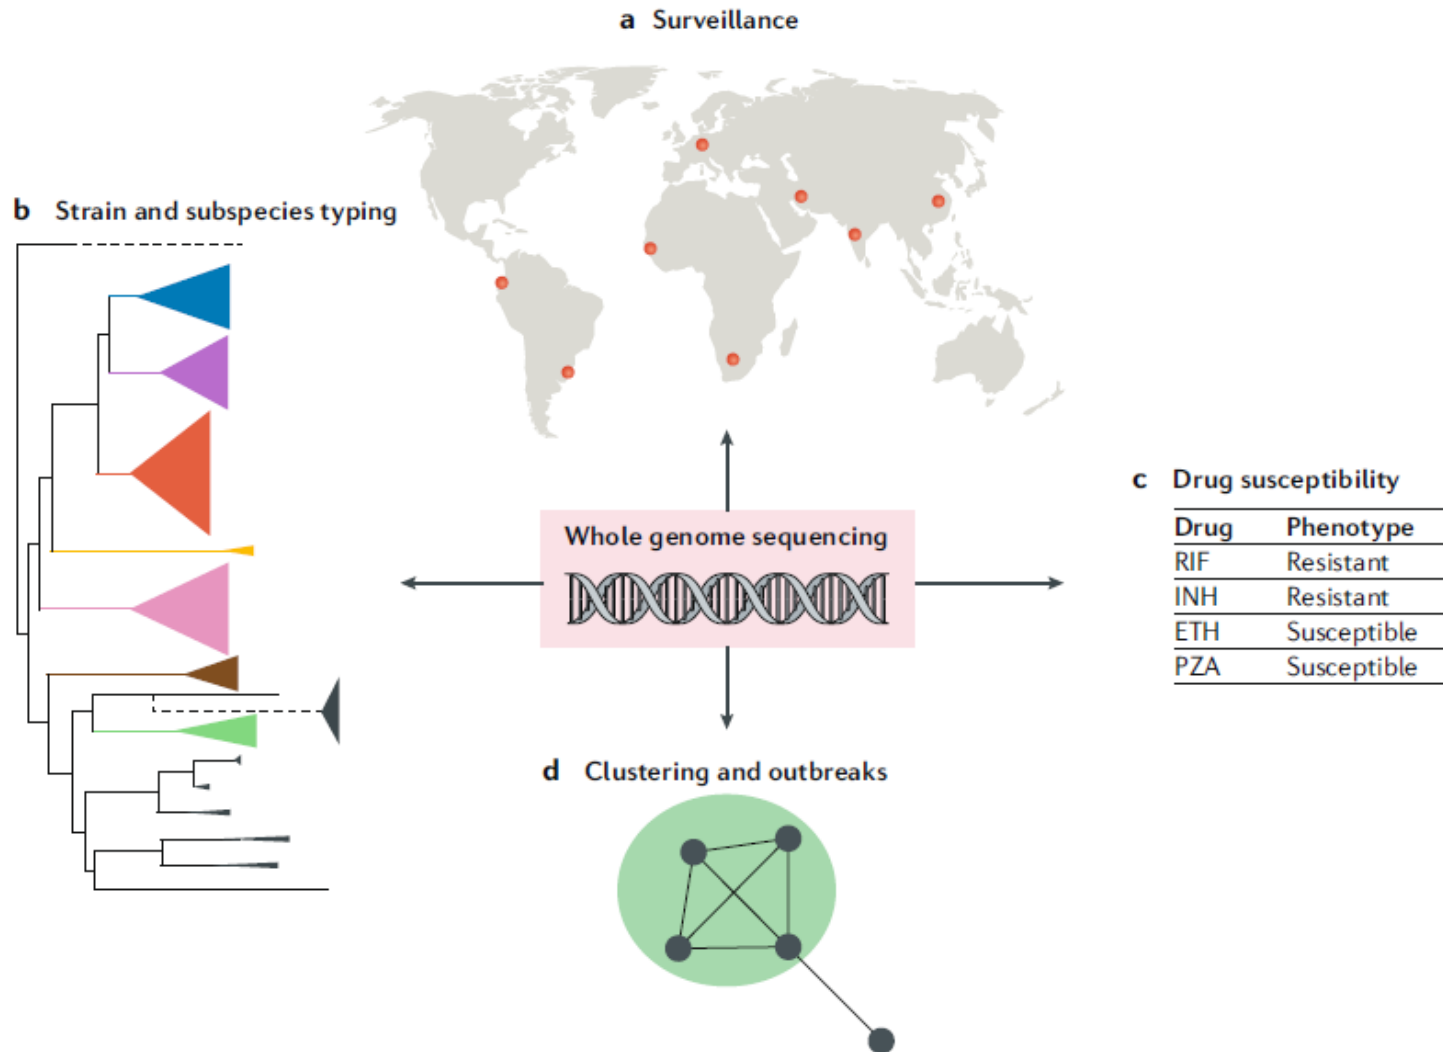 a Surveillance
b Strain and subspecies typing
Whole genome sequencing
c Drug susceptibility
Drug Phenotype
RIF Resistant
INH Resistant
ETH Susceptible
PZA Susceptible
d Clustering and outbreaks